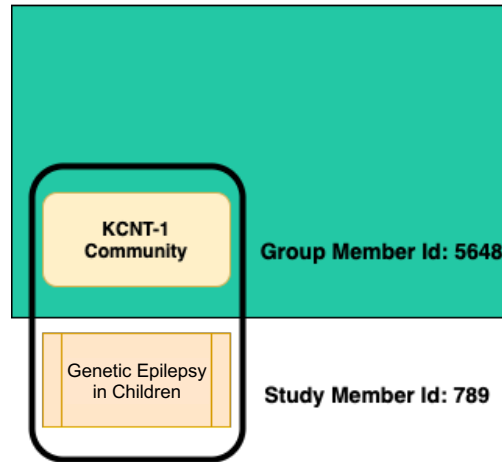 KCNT-1
Community
Group Member Id: 5648
Genetic Epilepsy
in Children
Study Member Id: 789